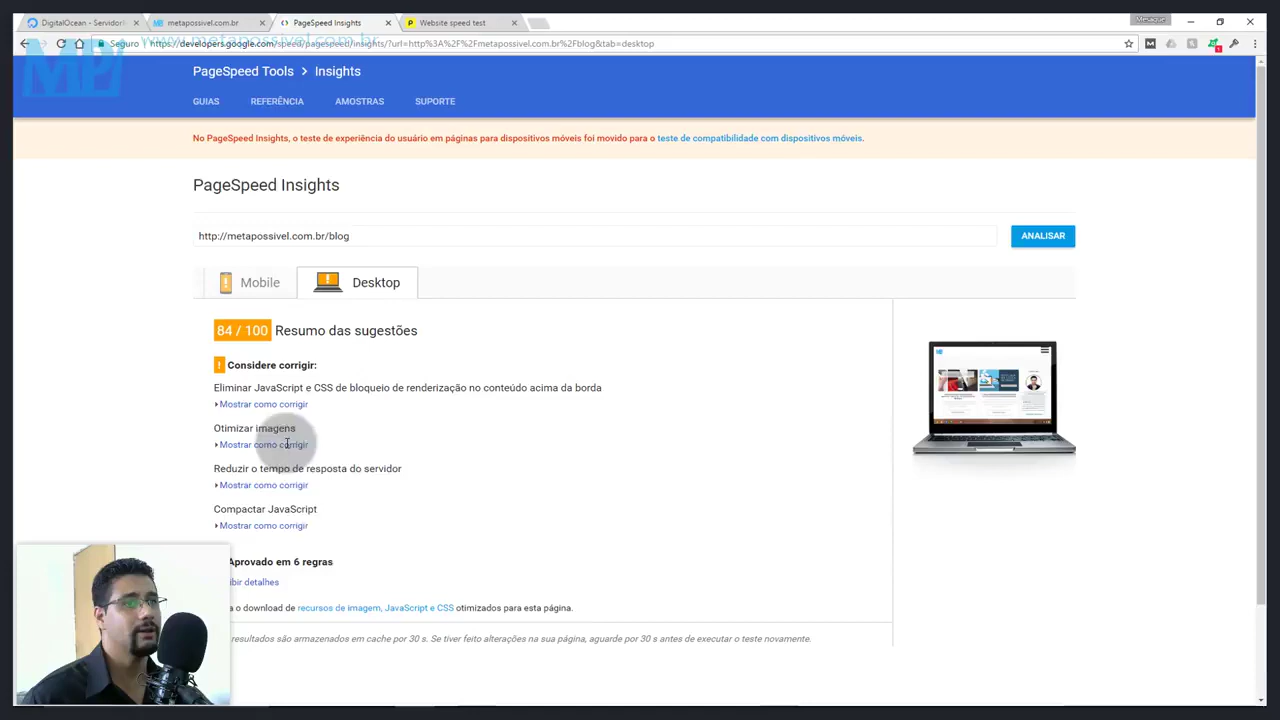 DigitalOcean - Servidor
metapossivel.com.br
PageSpeed Insights
Website speed test
Metaque
Seguro
https://developers.google.com/speed/pagespeed/insights/?url=http%3A%2F%2Fmetapossivel.com.br%2Fblog&tab=desktop
www.metapossivel.com.br
MP
PageSpeed Tools > Insights
GUIAS
REFERÊNCIA
AMOSTRAS
SUPORTE
No PageSpeed Insights, o teste de experiência do usuário em páginas para dispositivos móveis foi movido para o teste de compatibilidade com dispositivos móveis.
PageSpeed Insights
http://metapossivel.com.br/blog
ANALISAR
Mobile
Desktop
84 / 100 Resumo das sugestões
! Considere corrigir:
Eliminar JavaScript e CSS de bloqueio de renderização no conteúdo acima da borda
Mostrar como corrigir
Otimizar imagens
Mostrar como corrigir
Reduzir o tempo de resposta do servidor
Mostrar como corrigir
Compactar JavaScript
Mostrar como corrigir
Aprovado em 6 regras
ibir detalhes
a o download de recursos de imagem, JavaScript e CSS otimizados para esta página.
resultados são armazenados em cache por 30 s. Se tiver feito alterações na sua página, aguarde por 30 s antes de executar o teste novamente.